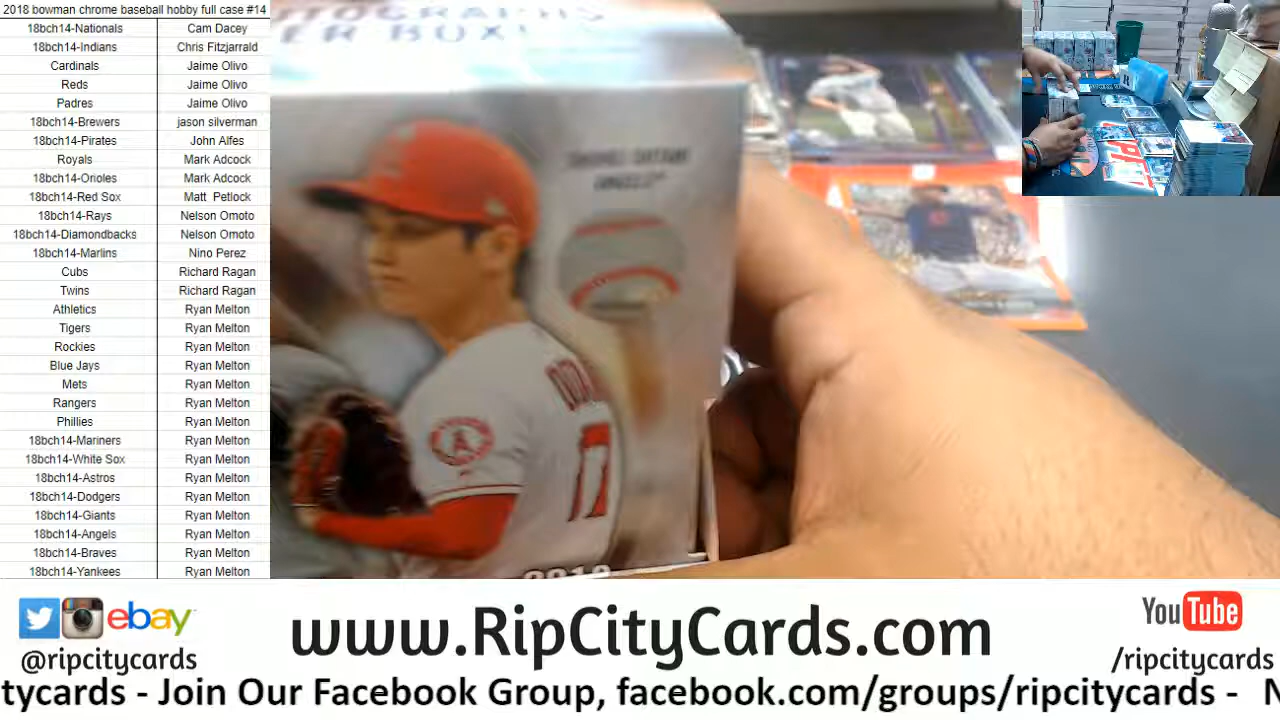 2018 bowman chrome baseball hobby full case #14
18bch14-Nationals Cam Dacey
18bch14-Indians Chris Fitzjarrald
Cardinals Jaime Olivo
Reds Jaime Olivo
Padres Jaime Olivo
18bch14-Brewers jason silverman
18bch14-Pirates John Alfes
Royals Mark Adcock
18bch14-Orioles Mark Adcock
18bch14-Red Sox Matt Petlock
18bch14-Rays Nelson Omoto
18bch14-Diamondbacks Nelson Omoto
18bch14-Marlins Nino Perez
Cubs Richard Ragan
Twins Richard Ragan
Athletics Ryan Melton
Tigers Ryan Melton
Rockies Ryan Melton
Blue Jays Ryan Melton
Mets Ryan Melton
Rangers Ryan Melton
Phillies Ryan Melton
18bch14-Mariners Ryan Melton
18bch14-White Sox Ryan Melton
18bch14-Astros Ryan Melton
18bch14-Dodgers Ryan Melton
18bch14-Giants Ryan Melton
18bch14-Angels Ryan Melton
18bch14-Braves Ryan Melton
18bch14-Yankees Ryan Melton
17
A
ebay
@ripcitycards
www.RipCityCards.com
YouTube
/ripcitycards
tycards - Join Our Facebook Group, facebook.com/groups/ripcitycards -